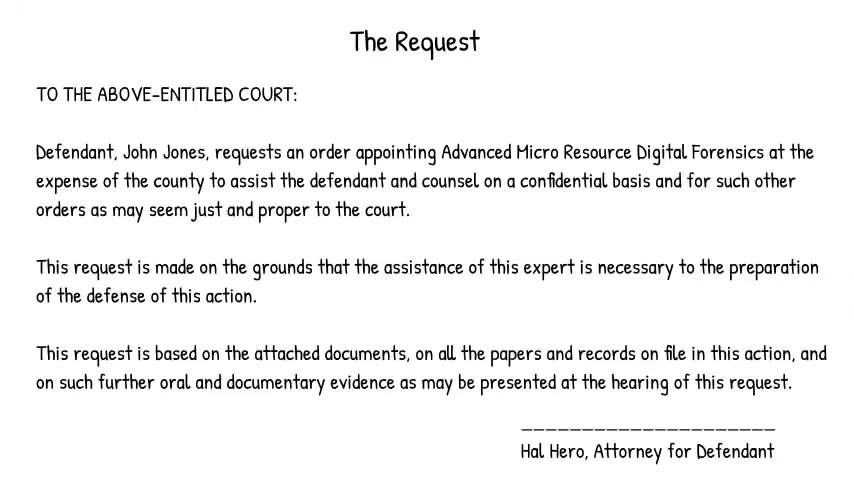 The Request
TO THE ABOVE-ENTITLED COURT:
Defendant, John Jones, requests an order appointing Advanced Micro Resource Digital Forensics at the
expense of the county to assist the defendant and counsel on a confidential basis and for such other
orders as may seem just and proper to the court.
This request is made on the grounds that the assistance of this expert is necessary to the preparation
of the defense of this action.
This request is based on the attached documents, on all the papers and records on file in this action, and
on such further oral and documentary evidence as may be presented at the hearing of this request.
_____________________
Hal Hero, Attorney for Defendant